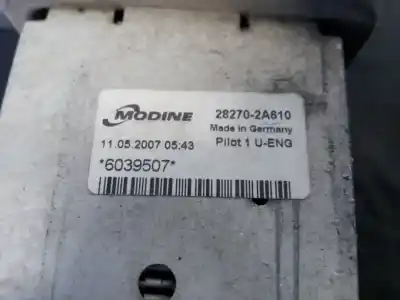 MODINE 28270-2A610
Made in Germany
11.05.2007 05:43 Pilot 1 U-ENG
*6039507*